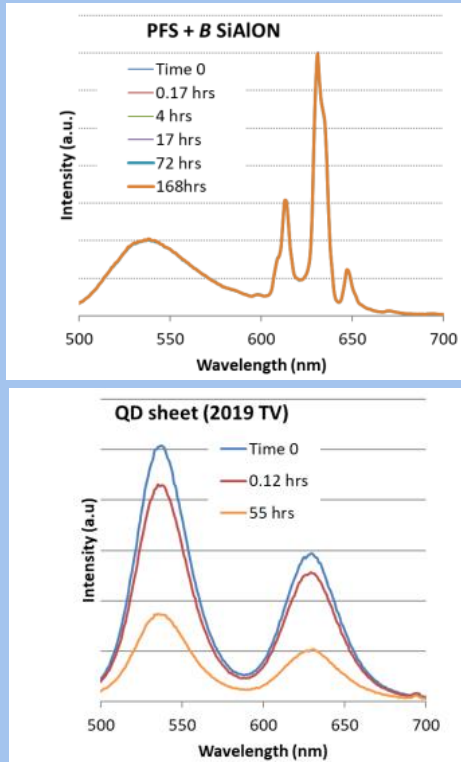 PFS + B SiAlON
Time 0
0.17 hrs
4 hrs
17 hrs
72 hrs
168hrs
Intensity (a.u.)
500 550 600 650 700
Wavelength (nm)
QD sheet (2019 TV)
Time 0
0.12 hrs
55 hrs
Intensity (a.u)
500 550 600 650 700
Wavelength (nm)